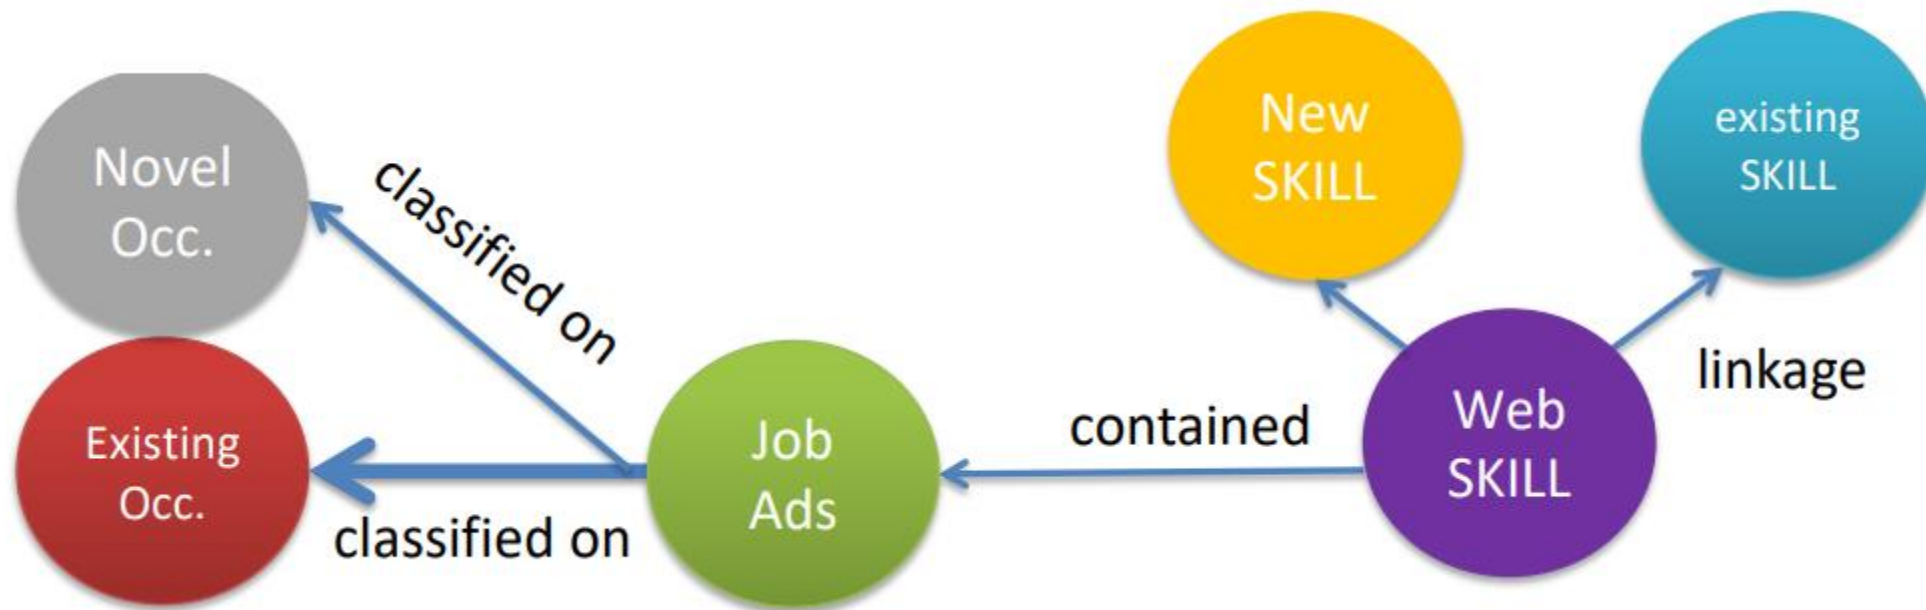 Novel
Occ.
classified on
Existing
Occ.
classified on
Job
Ads
contained
New
SKILL
existing
SKILL
Web
SKILL
linkage